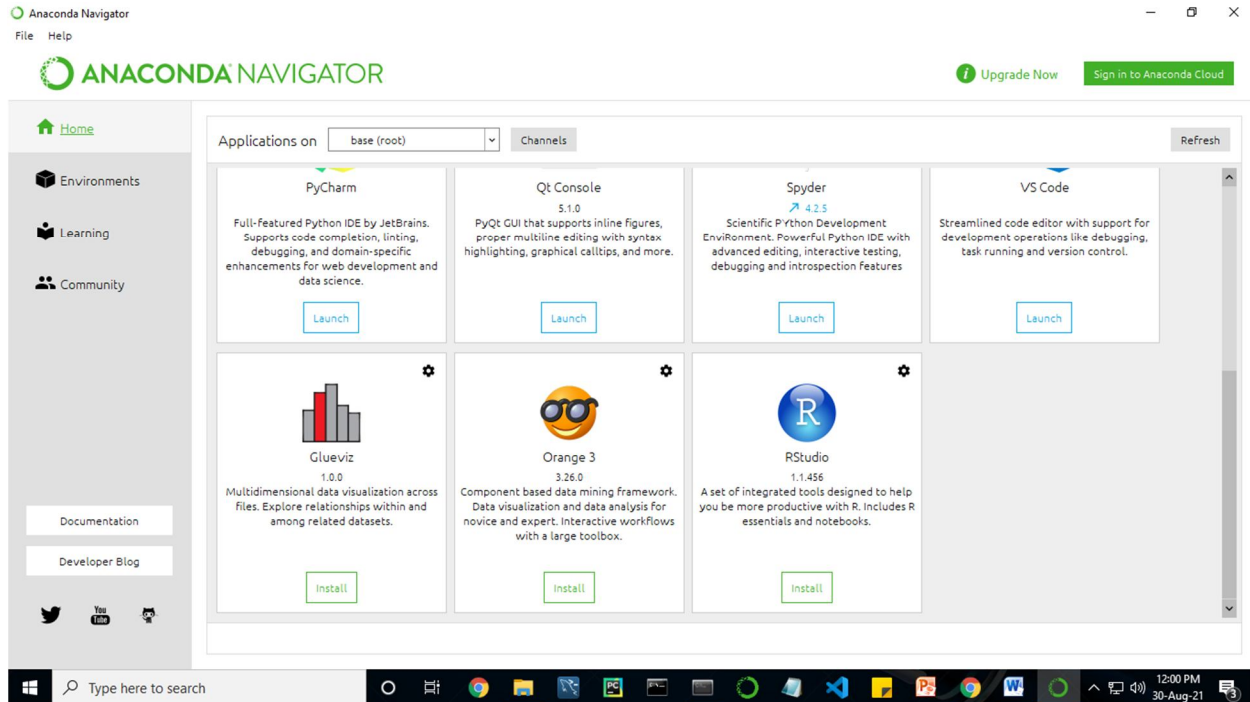 Anaconda Navigator
File Help
ANACONDA NAVIGATOR
Upgrade Now
Sign in to Anaconda Cloud
Home
Environments
Learning
Community
Documentation
Developer Blog
You
Tube
Applications on base (root) Channels Refresh
PyCharm
Full-featured Python IDE by JetBrains.
Supports code completion, linting,
debugging, and domain-specific
enhancements for web development and
data science.
Launch
Qt Console
5.1.0
PyQt GUI that supports inline figures,
proper multiline editing with syntax
highlighting, graphical calltips, and more.
Launch
Spyder
4.2.5
Scientific PYthon Development
EnviRonment. Powerful Python IDE with
advanced editing, interactive testing,
debugging and introspection features
Launch
VS Code
Streamlined code editor with support for
development operations like debugging,
task running and version control.
Launch
Glueviz
1.0.0
Multidimensional data visualization across
files. Explore relationships within and
among related datasets.
Install
Orange 3
3.26.0
Component based data mining framework.
Data visualization and data analysis for
novice and expert. Interactive workflows
with a large toolbox.
Install
R
RStudio
1.1.456
A set of integrated tools designed to help
you be more productive with R. Includes R
essentials and notebooks.
Install
Type here to search
PC
W
12:00 PM
30-Aug-21
3